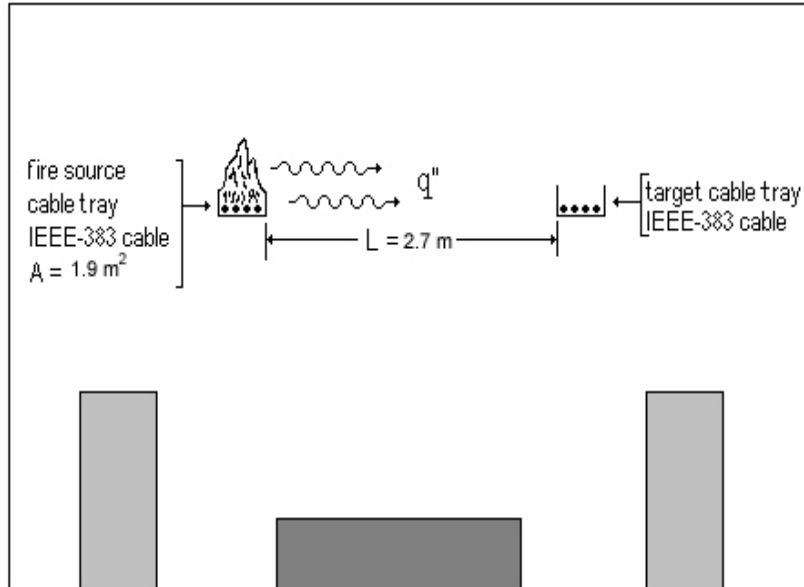 fire source
cable tray
IEEE-383 cable
A = 1.9 m²
q"
L = 2.7 m
target cable tray
IEEE-383 cable